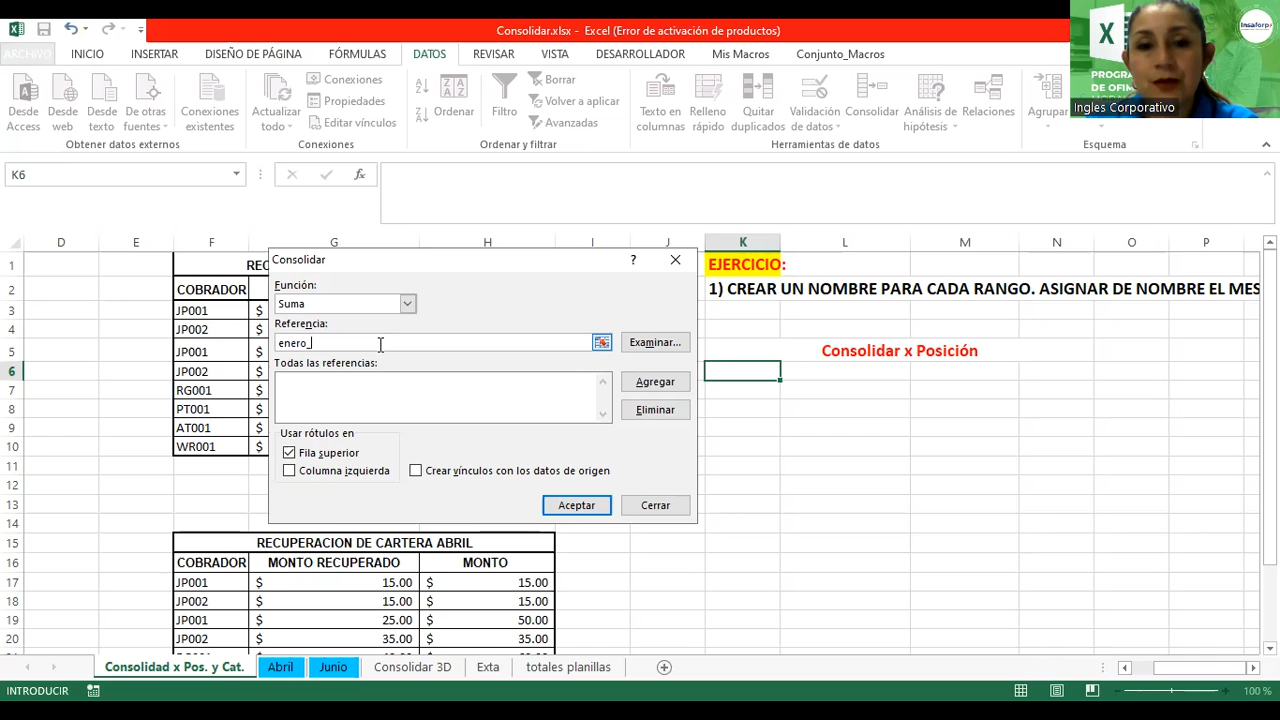 Consolidar.xlsx - Excel (Error de activación de productos)
ARCHIVO INICIO INSERTAR DISEÑO DE PÁGINA FÓRMULAS DATOS REVISAR VISTA DESARROLLADOR Mis Macros Conjunto_Macros
Desde Access
Desde web
Desde texto
De otras fuentes
Conexiones existentes
Obtener datos externos
Actualizar todo
Conexiones
Propiedades
Editar vínculos
Conexiones
Ordenar
Filtro
Borrar
Volver a aplicar
Avanzadas
Ordenar y filtrar
Texto en columnas
Relleno rápido
Quitar duplicados
Validación de datos
Consolidar
Análisis de hipótesis
Relaciones
Herramientas de datos
Agrupar
Esquema
Insaforp
X
PROGRAM
DE OFIM
Ingles Corporativo
K6
fx
D E F G H I J K L M N O P
1 REC EJERCICIO:
2 COBRADOR 1) CREAR UN NOMBRE PARA CADA RANGO. ASIGNAR DE NOMBRE EL MES
3 JP001 $
4 JP002 $
5 JP001 $ Consolidar x Posición
6 JP002 $
7 RG001 $
8 PT001 $
9 AT001 $
10 WR001 $
11
12
13
14
Consolidar ?
Función:
Suma
Referencia:
enero_
Examinar...
Todas las referencias:
Agregar
Eliminar
Usar rótulos en
Fila superior
Columna izquierda
Crear vínculos con los datos de origen
Aceptar Cerrar
15 RECUPERACION DE CARTERA ABRIL
16 COBRADOR MONTO RECUPERADO MONTO
17 JP001 $ 15.00 $ 15.00
18 JP002 $ 15.00 $ 15.00
19 JP001 $ 25.00 $ 50.00
20 JP002 $ 35.00 $ 35.00
Consolidad x Pos. y Cat. Abril Junio Consolidar 3D Exta totales planillas
INTRODUCIR
100 %